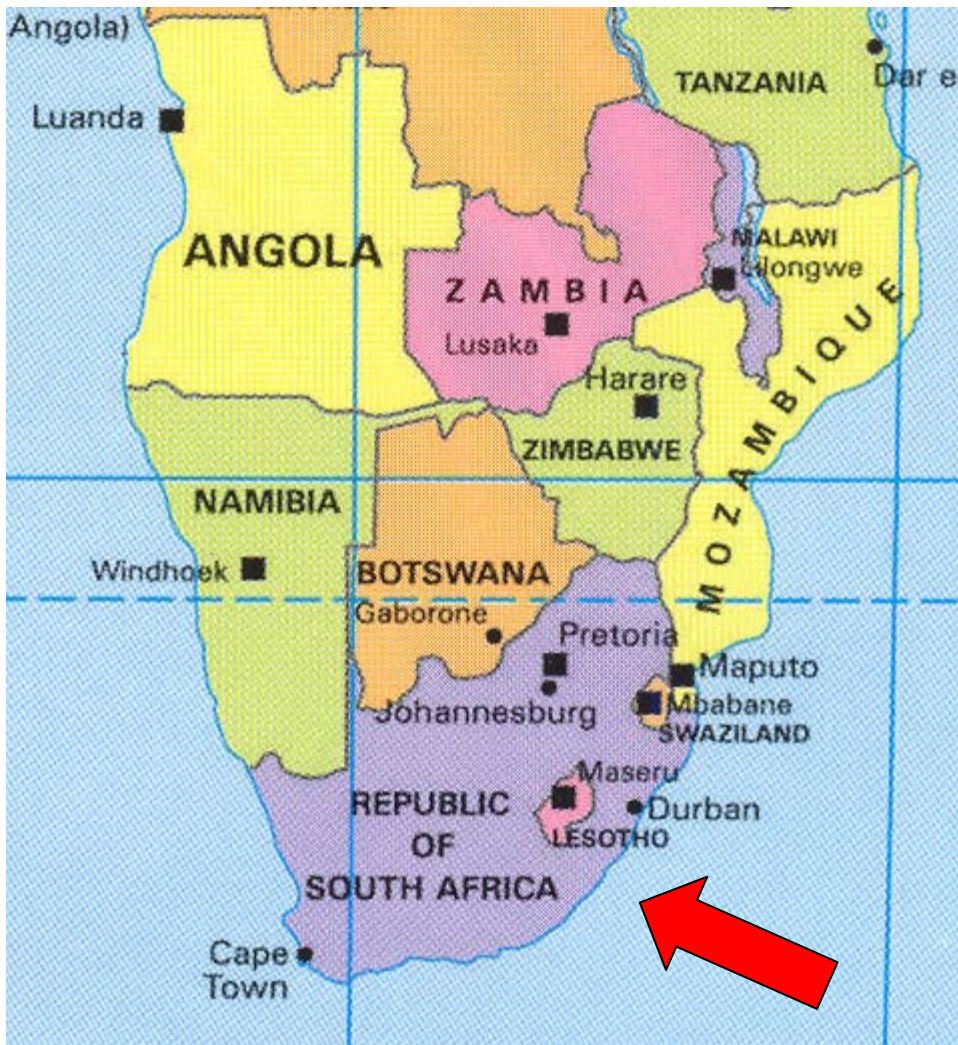 Angola)
TANZANIA
Dar e
Luanda
ANGOLA
MALAWI
Lilongwe
ZAMBIA
Lusaka
Harare
ZIMBABWE
MOZAMBIQUE
NAMIBIA
Windhoek
BOTSWANA
Gaborone
Pretoria
Maputo
Johannesburg
Mbabane
SWAZILAND
Maseru
REPUBLIC
OF
SOUTH AFRICA
Durban
LESOTHO
Cape
Town